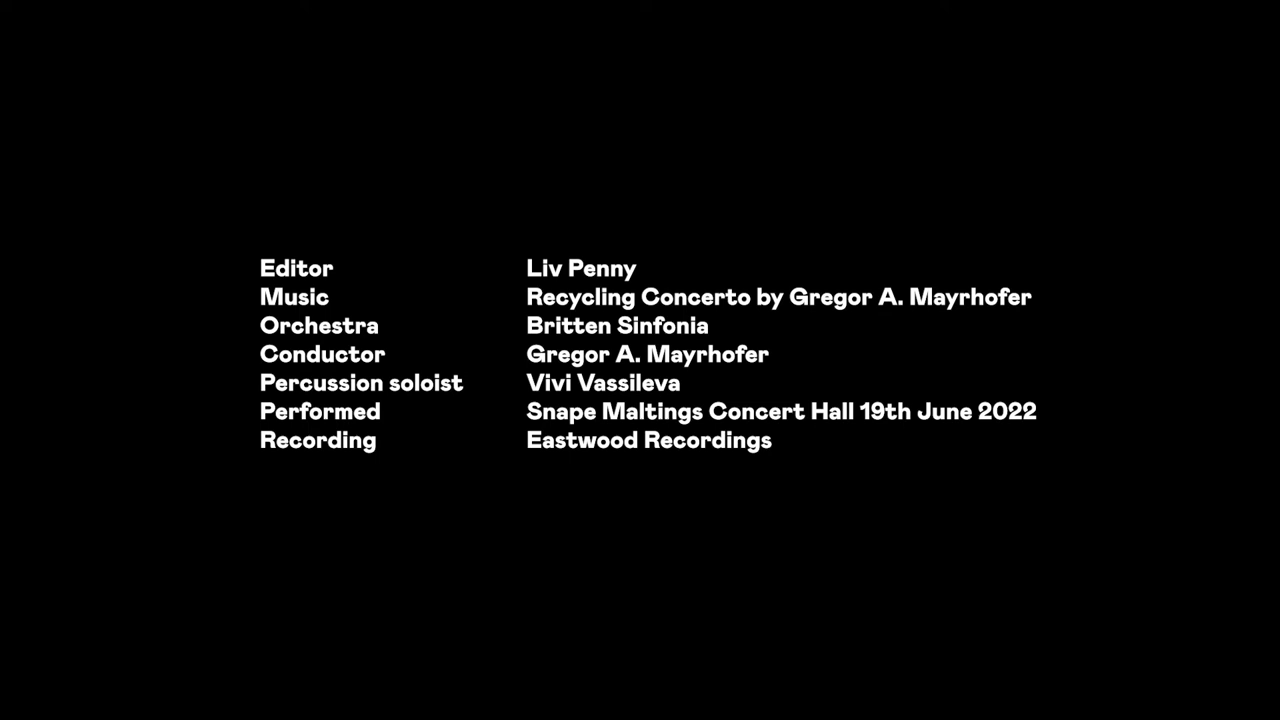 Editor Liv Penny
Music Recycling Concerto by Gregor A. Mayrhofer
Orchestra Britten Sinfonia
Conductor Gregor A. Mayrhofer
Percussion soloist Vivi Vassileva
Performed Snape Maltings Concert Hall 19th June 2022
Recording Eastwood Recordings